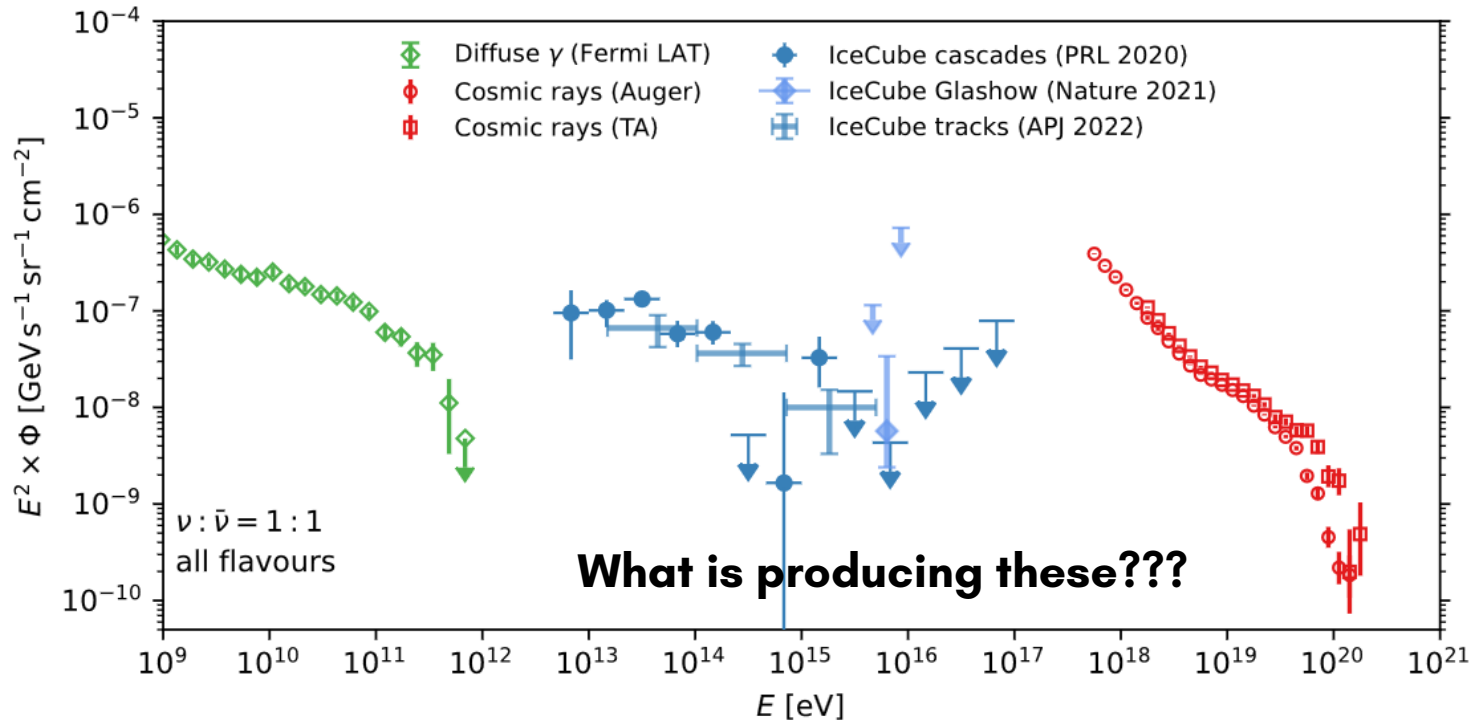 10⁻⁴
10⁻⁵
10⁻⁶
10⁻⁷
10⁻⁸
10⁻⁹
10⁻¹⁰
E² × Φ [GeV s⁻¹ sr⁻¹ cm⁻²]
Diffuse γ (Fermi LAT)
Cosmic rays (Auger)
Cosmic rays (TA)
IceCube cascades (PRL 2020)
IceCube Glashow (Nature 2021)
IceCube tracks (APJ 2022)
ν : ν̄ = 1 : 1
all flavours
What is producing these???
10⁹ 10¹⁰ 10¹¹ 10¹² 10¹³ 10¹⁴ 10¹⁵ 10¹⁶ 10¹⁷ 10¹⁸ 10¹⁹ 10²⁰ 10²¹
E [eV]